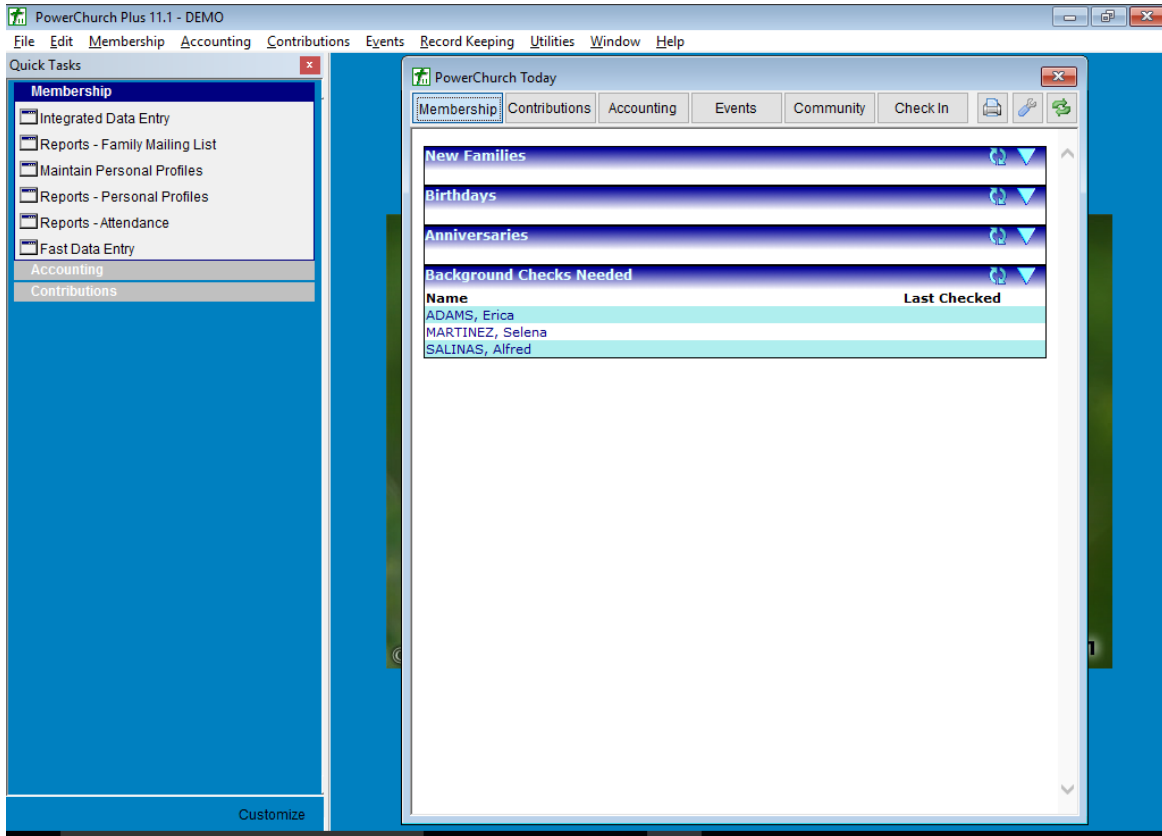 PowerChurch Plus 11.1 - DEMO
File Edit Membership Accounting Contributions Events Record Keeping Utilities Window Help
Quick Tasks
Membership
Integrated Data Entry
Reports - Family Mailing List
Maintain Personal Profiles
Reports - Personal Profiles
Reports - Attendance
Fast Data Entry
Accounting
Contributions
Customize
PowerChurch Today
Membership Contributions Accounting Events Community Check In
New Families
Birthdays
Anniversaries
Background Checks Needed
Name Last Checked
ADAMS, Erica
MARTINEZ, Selena
SALINAS, Alfred
©
1